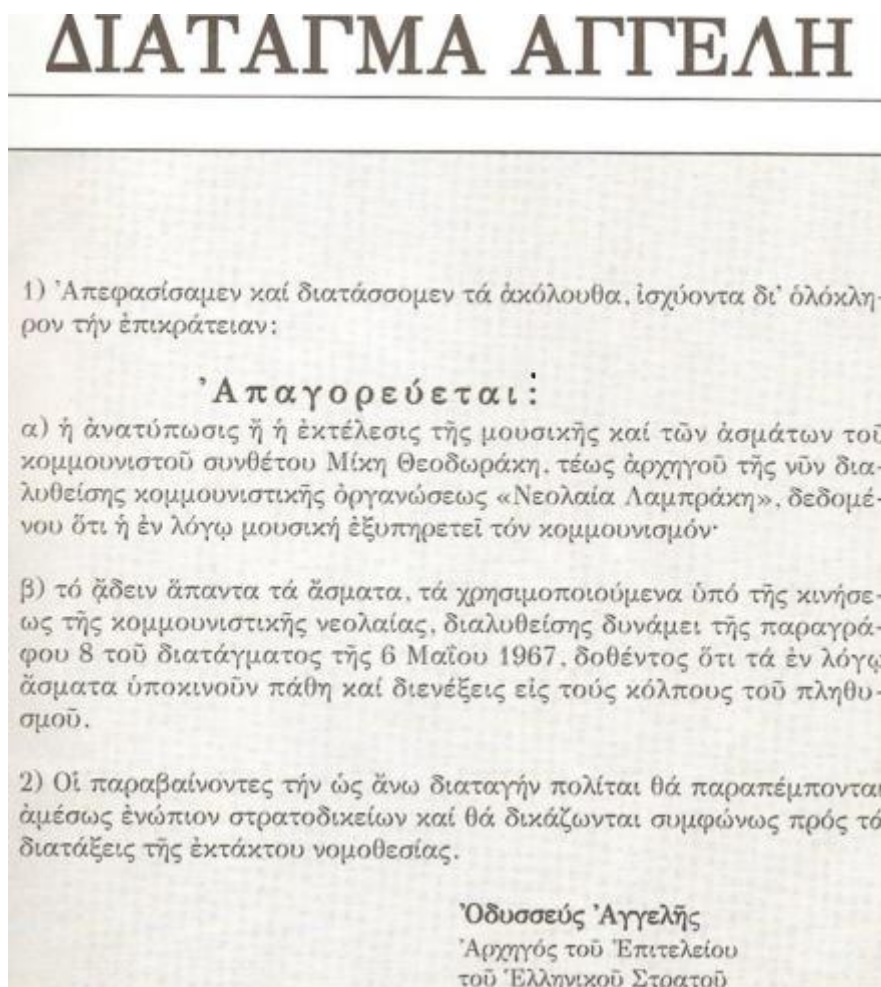 ΔΙΑΤΑΓΜΑ ΑΓΓΕΛΗ
1) Ἀπεφασίσαμεν καί διατάσσομεν τά ἀκόλουθα, ἰσχύοντα δι' ὁλόκλη-
ρον τήν ἐπικράτειαν:
Ἀπαγορεύεται:
α) ἡ ἀνατύπωσις ἤ ἡ ἐκτέλεσις τῆς μουσικῆς καί τῶν ἀσμάτων τοῦ
κομμουνιστοῦ συνθέτου Μίκη Θεοδωράκη, τέως ἀρχηγοῦ τῆς νῦν δια-
λυθείσης κομμουνιστικῆς ὀργανώσεως «Νεολαία Λαμπράκη», δεδομέ-
νου ὅτι ἡ ἐν λόγῳ μουσική ἐξυπηρετεῖ τόν κομμουνισμόν·
β) τό ᾄδειν ἅπαντα τά ᾄσματα, τά χρησιμοποιούμενα ὑπό τῆς κινήσε-
ως τῆς κομμουνιστικῆς νεολαίας, διαλυθείσης δυνάμει τῆς παραγρά-
φου 8 τοῦ διατάγματος τῆς 6 Μαΐου 1967, δοθέντος ὅτι τά ἐν λόγῳ
ᾄσματα ὑποκινοῦν πάθη καί διενέξεις εἰς τούς κόλπους τοῦ πληθυ-
σμοῦ.
2) Οἱ παραβαίνοντες τήν ὡς ἄνω διαταγήν πολίται θά παραπέμπονται
ἀμέσως ἐνώπιον στρατοδικείων καί θά δικάζωνται συμφώνως πρός τά
διατάξεις τῆς ἐκτάκτου νομοθεσίας.
Ὀδυσσεύς Ἀγγελῆς
Ἀρχηγός τοῦ Ἐπιτελείου
τοῦ Ἑλληνικοῦ Στρατοῦ